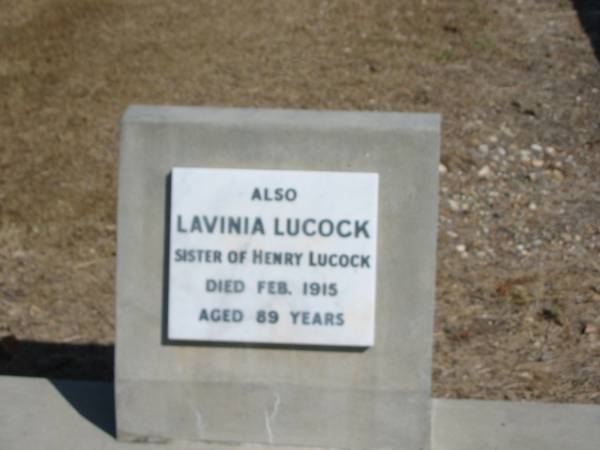 ALSO
LAVINIA LUCOCK
SISTER OF HENRY LUCOCK
DIED FEB. 1915
AGED 89 YEARS